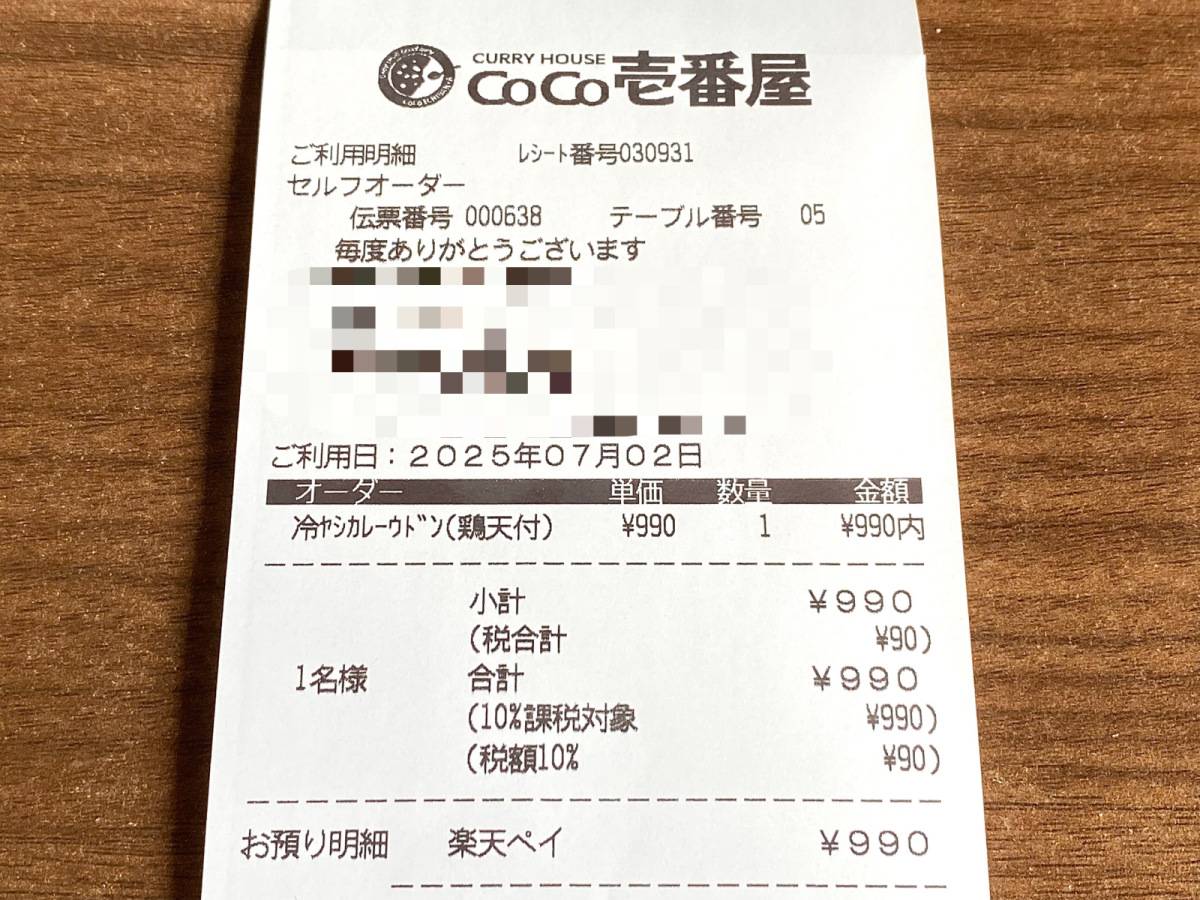 CURRY HOUSE
CoCo壱番屋
ご利用明細 ﾚｼｰﾄ番号030931
セルフオーダー
伝票番号 000638 テーブル番号 05
毎度ありがとうございます
ご利用日：２０２５年０７月０２日
オーダー 単価 数量 金額
冷ﾔｼｶﾚｰｳﾄﾞﾝ(鶏天付) ¥990 1 ¥990内
小計 ￥９９０
(税合計 ¥90)
1名様 合計 ￥９９０
(10%課税対象 ¥990)
(税額10% ¥90)
お預り明細 楽天ペイ ￥９９０